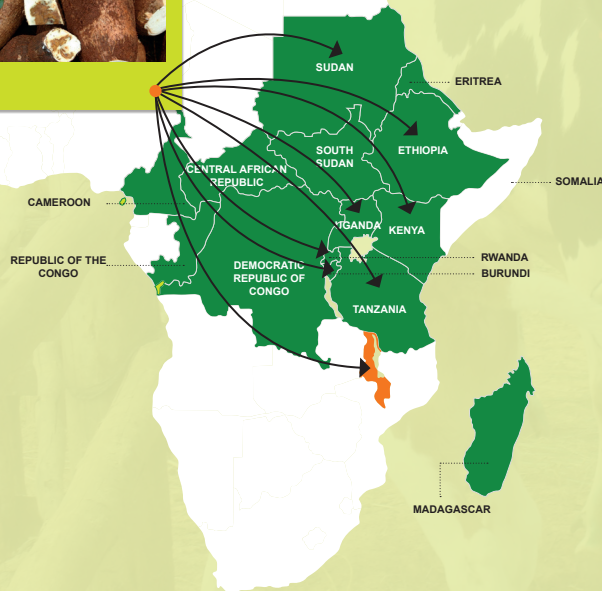 SUDAN
ERITREA
SOUTH
SUDAN
ETHIOPIA
CENTRAL AFRICAN
REPUBLIC
SOMALIA
CAMEROON
UGANDA
KENYA
REPUBLIC OF THE
CONGO
RWANDA
DEMOCRATIC
REPUBLIC OF
CONGO
BURUNDI
TANZANIA
MADAGASCAR